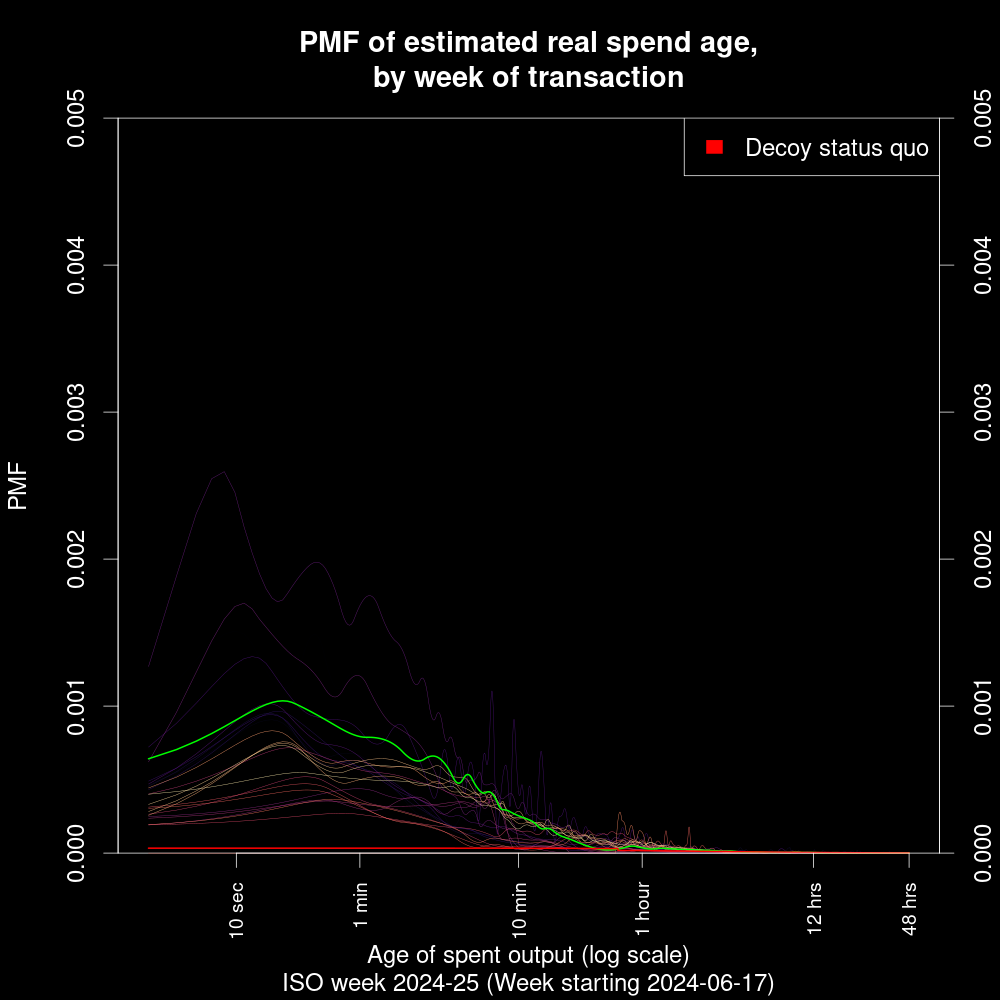 PMF of estimated real spend age,
by week of transaction
Decoy status quo
PMF
0.005
0.004
0.003
0.002
0.001
0.000
0.005
0.004
0.003
0.002
0.001
0.000
10 sec
1 min
10 min
1 hour
12 hrs
48 hrs
Age of spent output (log scale)
ISO week 2024-25 (Week starting 2024-06-17)